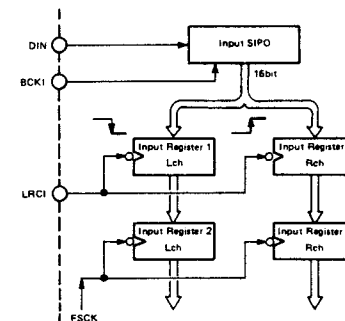 DIN
Input SIPO
BCKI
16bit
Input Register 1
Lch
Input Register
Rch
LRCI
Input Register 2
Lch
Input Register
Rch
FSCK